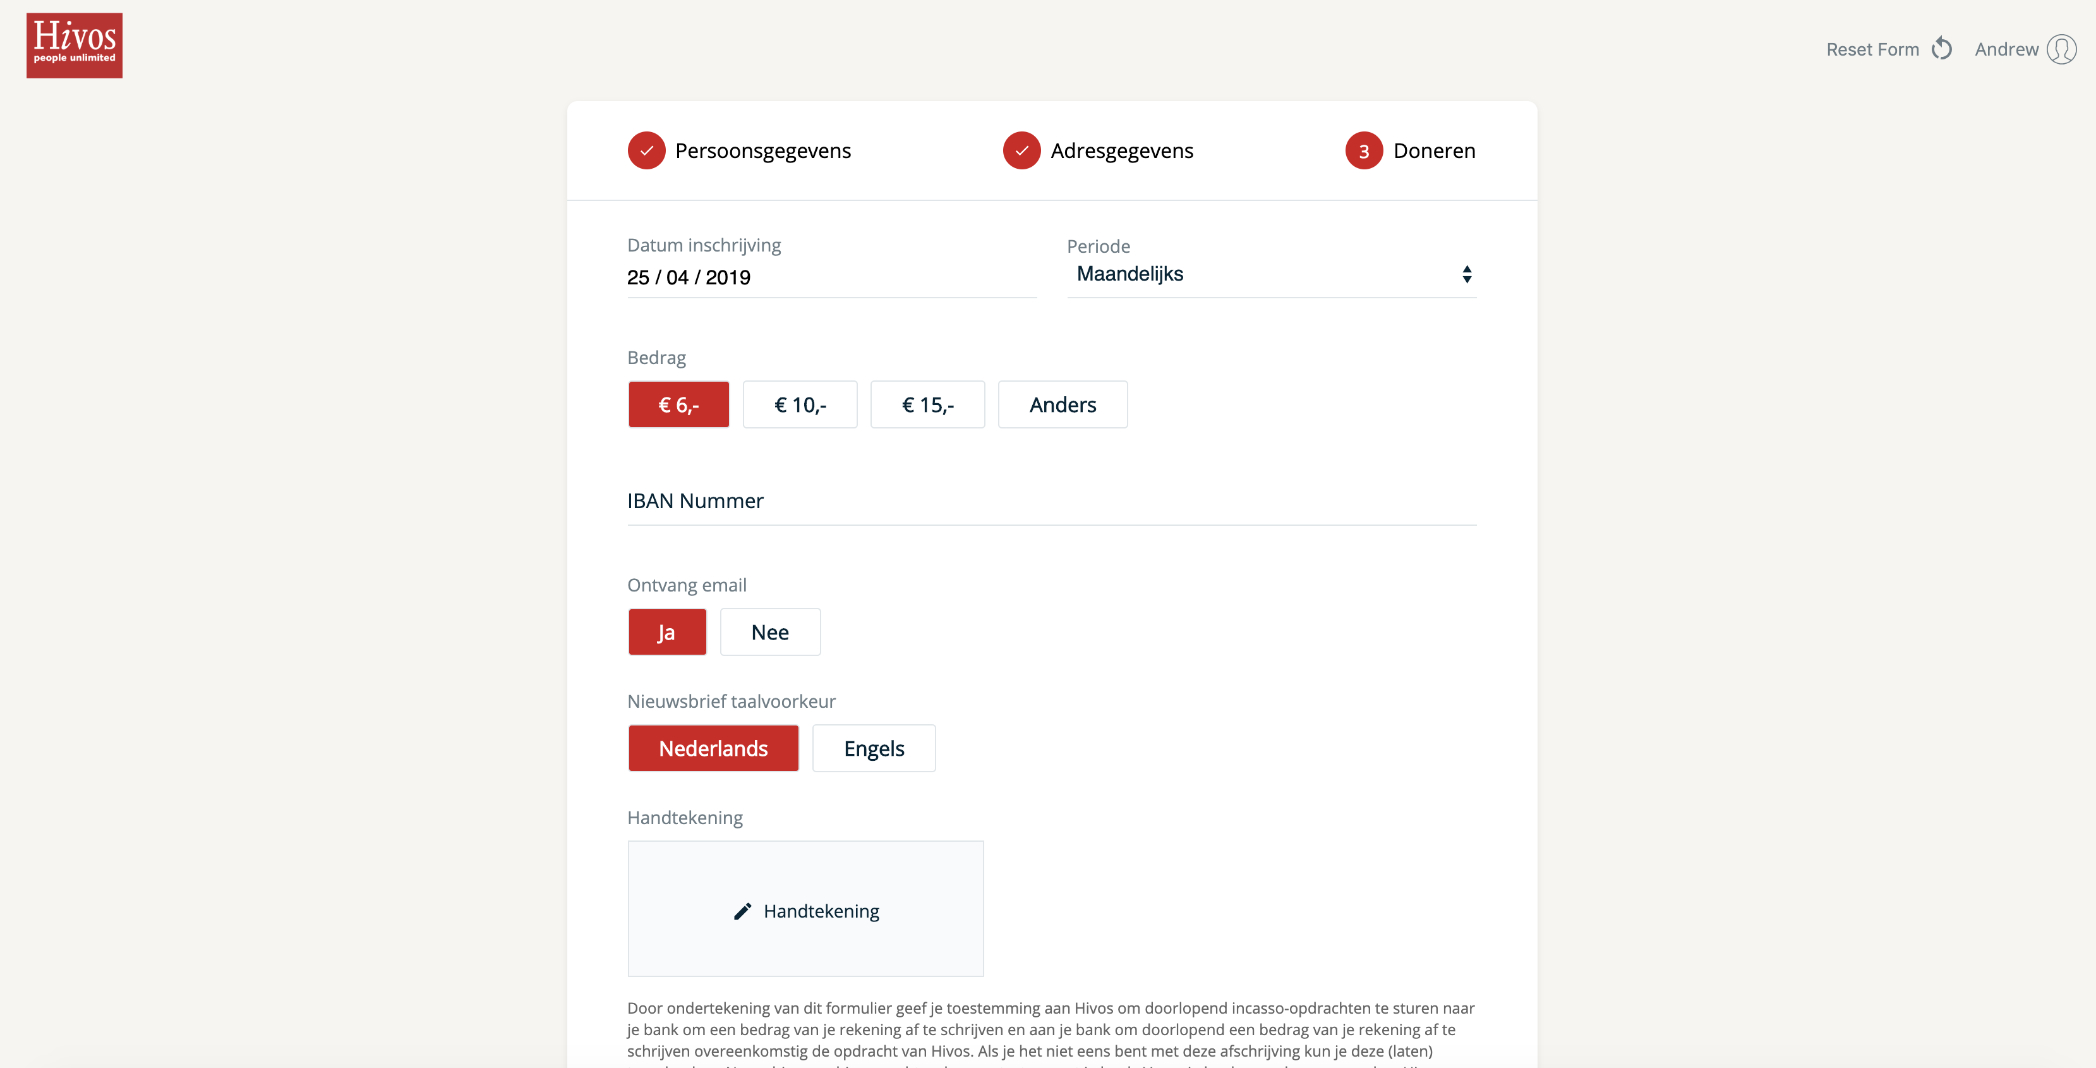 Hivos
people unlimited
Reset Form
Andrew
Persoonsgegevens
Adresgegevens
3 Doneren
Datum inschrijving
25 / 04 / 2019
Periode
Maandelijks
Bedrag
€ 6,-
€ 10,-
€ 15,-
Anders
IBAN Nummer
Ontvang email
Ja
Nee
Nieuwsbrief taalvoorkeur
Nederlands
Engels
Handtekening
Handtekening
Door ondertekening van dit formulier geef je toestemming aan Hivos om doorlopend incasso-opdrachten te sturen naar
je bank om een bedrag van je rekening af te schrijven en aan je bank om doorlopend een bedrag van je rekening af te
schrijven overeenkomstig de opdracht van Hivos. Als je het niet eens bent met deze afschrijving kun je deze (laten)